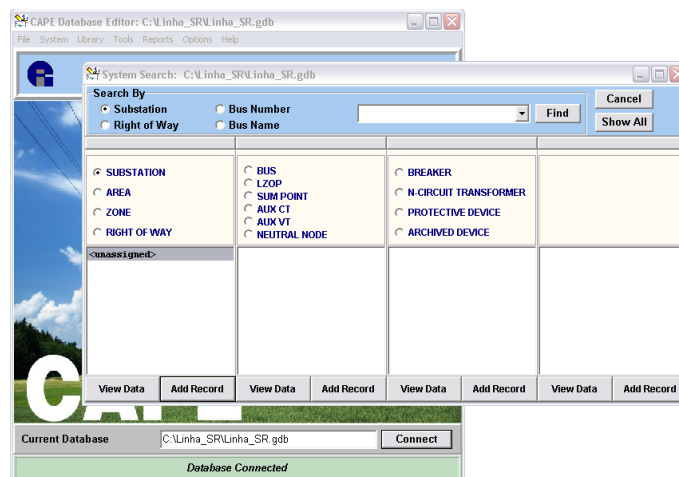 CAPE Database Editor: C:\Linha_SR\Linha_SR.gdb
File System Library Tools Reports Options Help
System Search: C:\Linha_SR\Linha_SR.gdb
Search By
Substation Bus Number
Right of Way Bus Name
Find
Cancel
Show All
SUBSTATION
AREA
ZONE
RIGHT OF WAY
BUS
LZOP
SUM POINT
AUX CT
AUX VT
NEUTRAL NODE
BREAKER
N-CIRCUIT TRANSFORMER
PROTECTIVE DEVICE
ARCHIVED DEVICE
<unassigned>
View Data Add Record View Data Add Record View Data Add Record View Data Add Record
CAPE
Current Database C:\Linha_SR\Linha_SR.gdb Connect
Database Connected